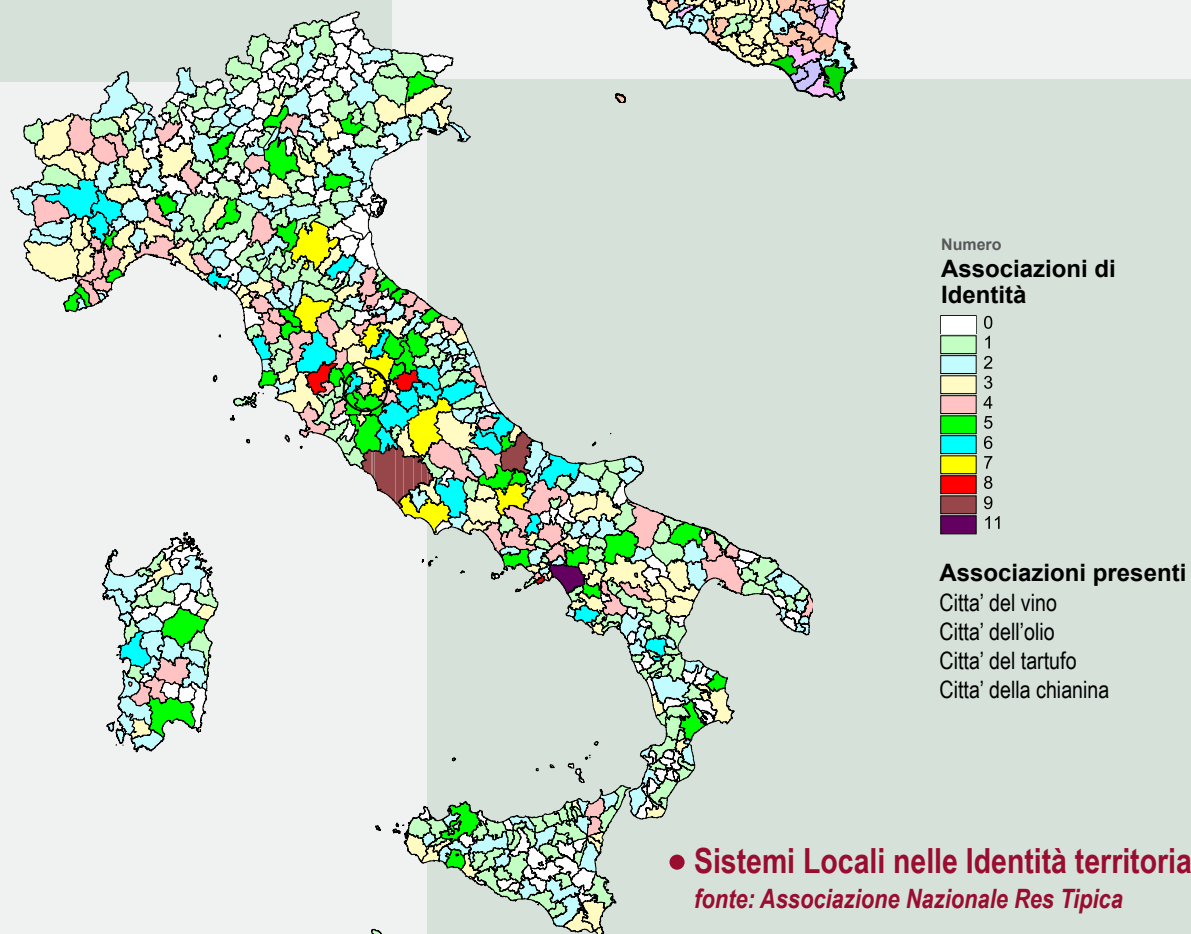 Numero
Associazioni di
Identità
0
1
2
3
4
5
6
7
8
9
11
Associazioni presenti
Citta' del vino
Citta' dell'olio
Citta' del tartufo
Citta' della chianina
• Sistemi Locali nelle Identità territoria
fonte: Associazione Nazionale Res Tipica